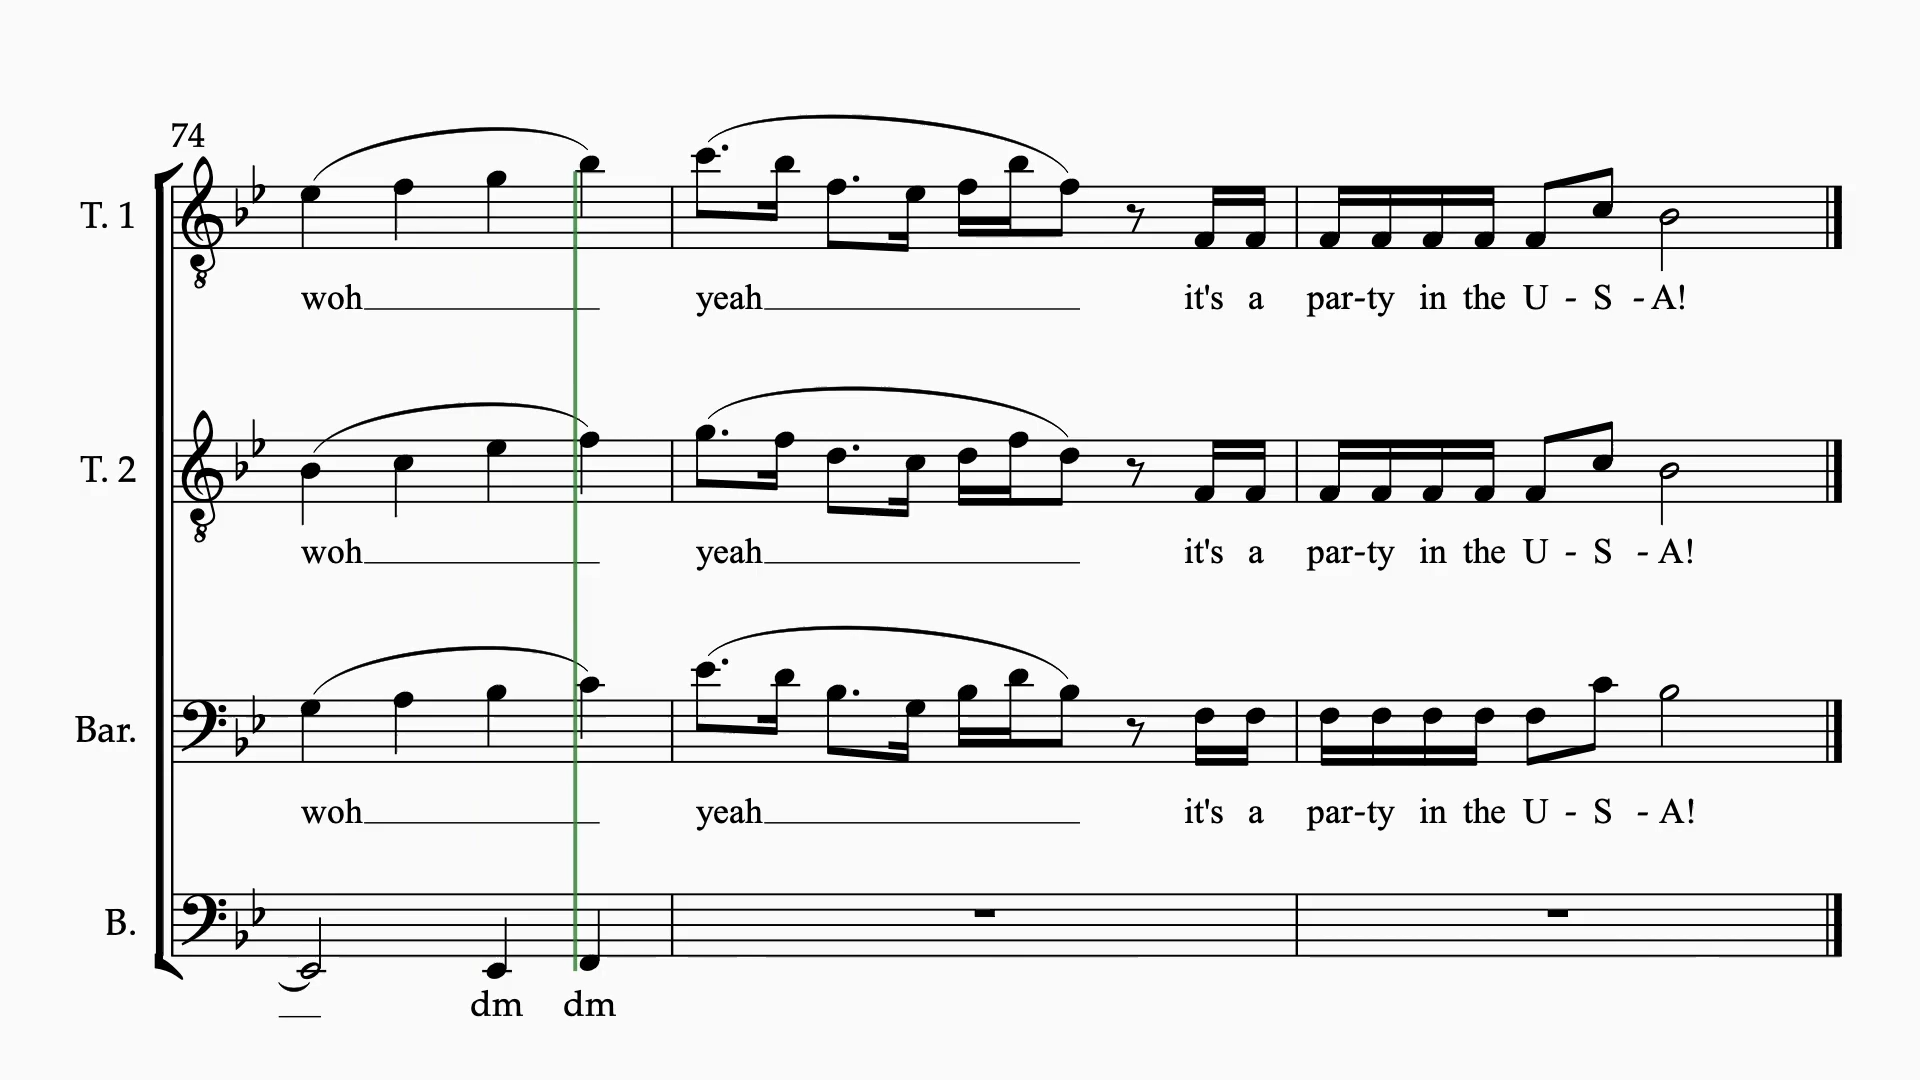 74
T. 1
woh yeah it's a par-ty in the U - S - A!
T. 2
woh yeah it's a par-ty in the U - S - A!
Bar.
woh yeah it's a par-ty in the U - S - A!
B.
dm dm